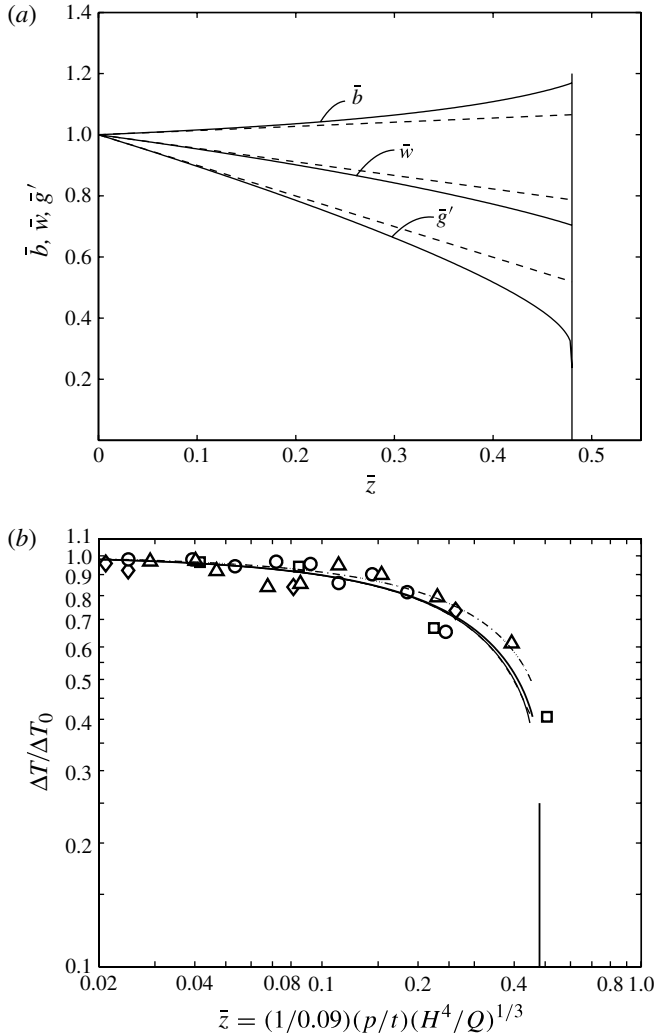 (a)
1.4
1.2
1.0
0.8
0.6
0.4
0.2
b̄, w̄, ḡ′
b̄
w̄
ḡ′
0 0.1 0.2 0.3 0.4 0.5
z̄
(b)
1.1
1.0
0.9
0.8
0.7
0.6
0.5
0.4
0.3
0.2
0.1
ΔT/ΔT₀
0.02 0.04 0.08 0.1 0.2 0.4 0.8 1.0
z̄ = (1/0.09)(p/t)(H⁴/Q)¹/³